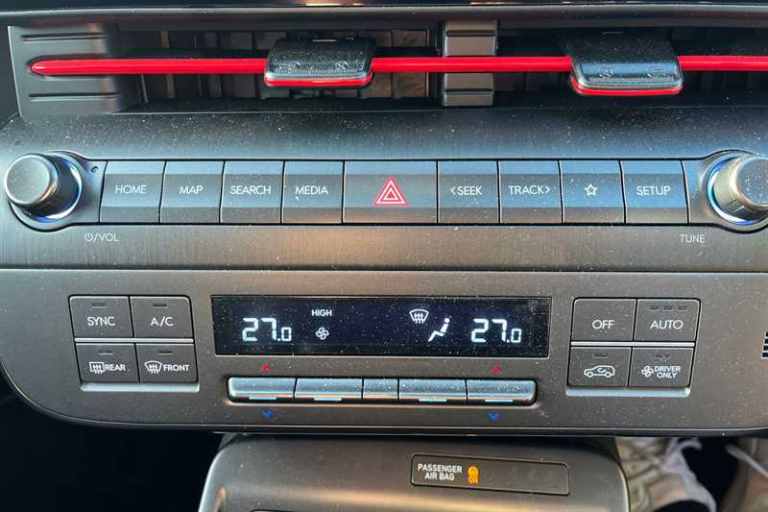 HOME MAP SEARCH MEDIA <SEEK TRACK> SETUP
/VOL TUNE
HIGH
27.0 27.0
SYNC A/C OFF AUTO
REAR FRONT DRIVER ONLY
PASSENGER
AIR BAG